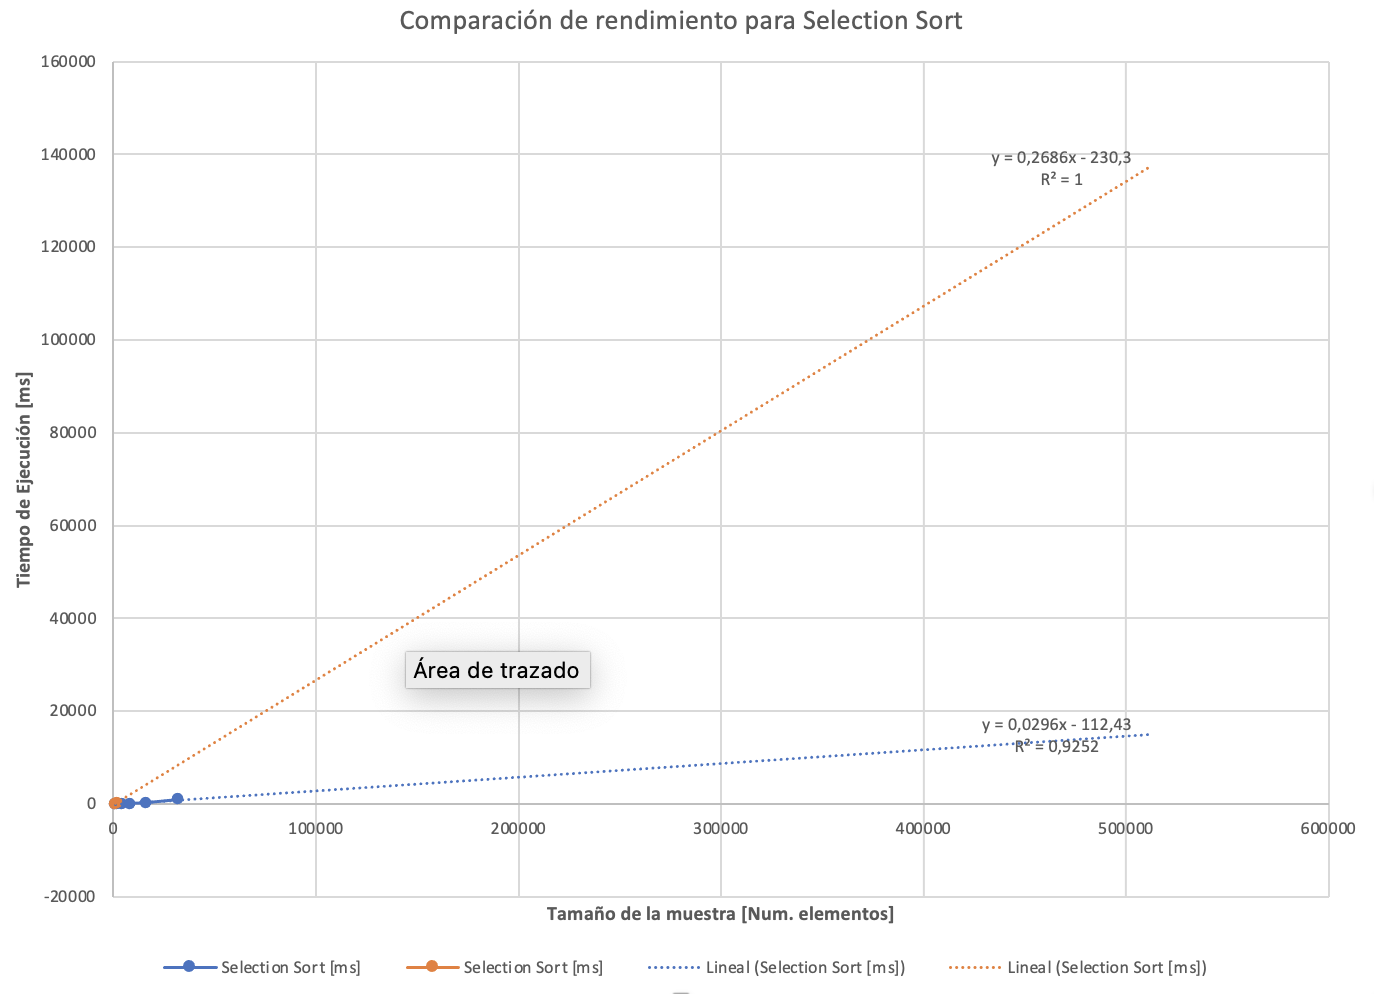 Comparación de rendimiento para Selection Sort
160000
140000
120000
100000
80000
60000
40000
20000
0
-20000
Tiempo de Ejecución [ms]
y = 0,2686x - 230,3
R² = 1
Área de trazado
y = 0,0296x - 112,43
R² = 0,9252
0 100000 200000 300000 400000 500000 600000
Tamaño de la muestra [Num. elementos]
Selection Sort [ms] Selection Sort [ms] Lineal (Selection Sort [ms]) Lineal (Selection Sort [ms])